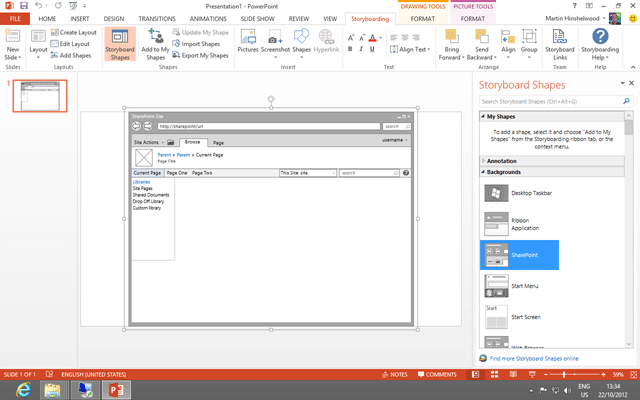 Presentation1 - PowerPoint
DRAWING TOOLS
PICTURE TOOLS
FILE
HOME
INSERT
DESIGN
TRANSITIONS
ANIMATIONS
SLIDE SHOW
REVIEW
VIEW
Storyboarding
FORMAT
FORMAT
Martin Hinshelwood
New Slide
Layout
Create Layout
Edit Layout
Add Shapes
Slides
Storyboard Shapes
Add to My Shapes
Update My Shape
Import Shapes
Export My Shapes
Shapes
Pictures
Screenshot
Shapes
Hyperlink
Insert
B
I
U
A
Align Text
Text
Bring Forward
Send Backward
Align
Group
Arrange
Storyboard Links
Team
Storyboarding Help
Help
1
SharePoint Site
http://sharepoint/url
search
Site Actions
Browse
Page
username
Parent » Parent » Current Page
Page Title
Current Page
Page One
Page Two
This Site: site
search
Libraries
Site Pages
Shared Documents
Drop Off Library
Custom library
Storyboard Shapes
Search Storyboard Shapes (Ctrl+Alt+G)
My Shapes
To add a shape, select it and choose "Add to My
Shapes" from the Storyboarding ribbon tab, or the
context menu.
Annotation
Backgrounds
Desktop Taskbar
Ribbon
Application
SharePoint
Start Menu
Start
Start Screen
Find more Storyboard Shapes online
SLIDE 1 OF 1
ENGLISH (UNITED STATES)
NOTES
COMMENTS
59%
ENG
US
13:34
22/10/2012